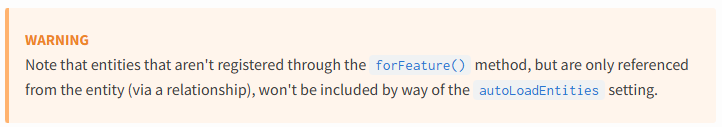 WARNING
Note that entities that aren't registered through the forFeature() method, but are only referenced
from the entity (via a relationship), won't be included by way of the autoLoadEntities setting.